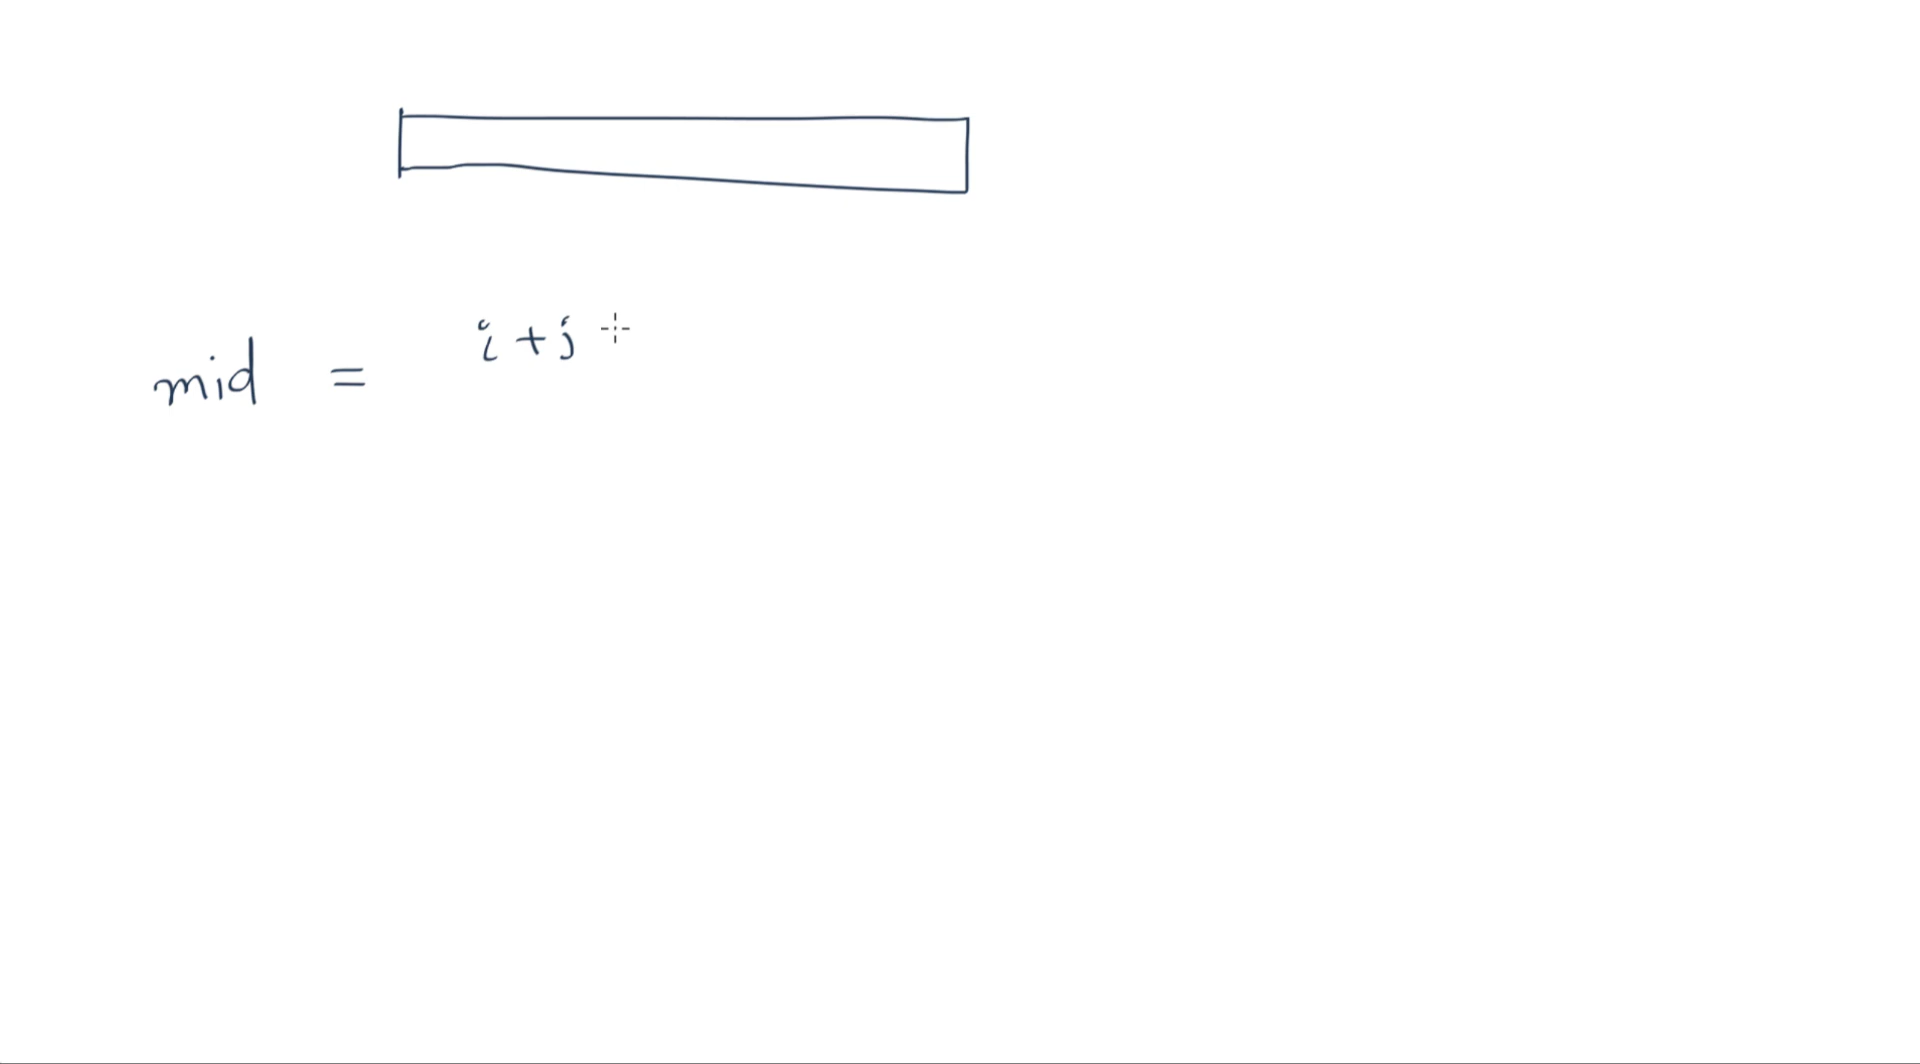 mid = i+j